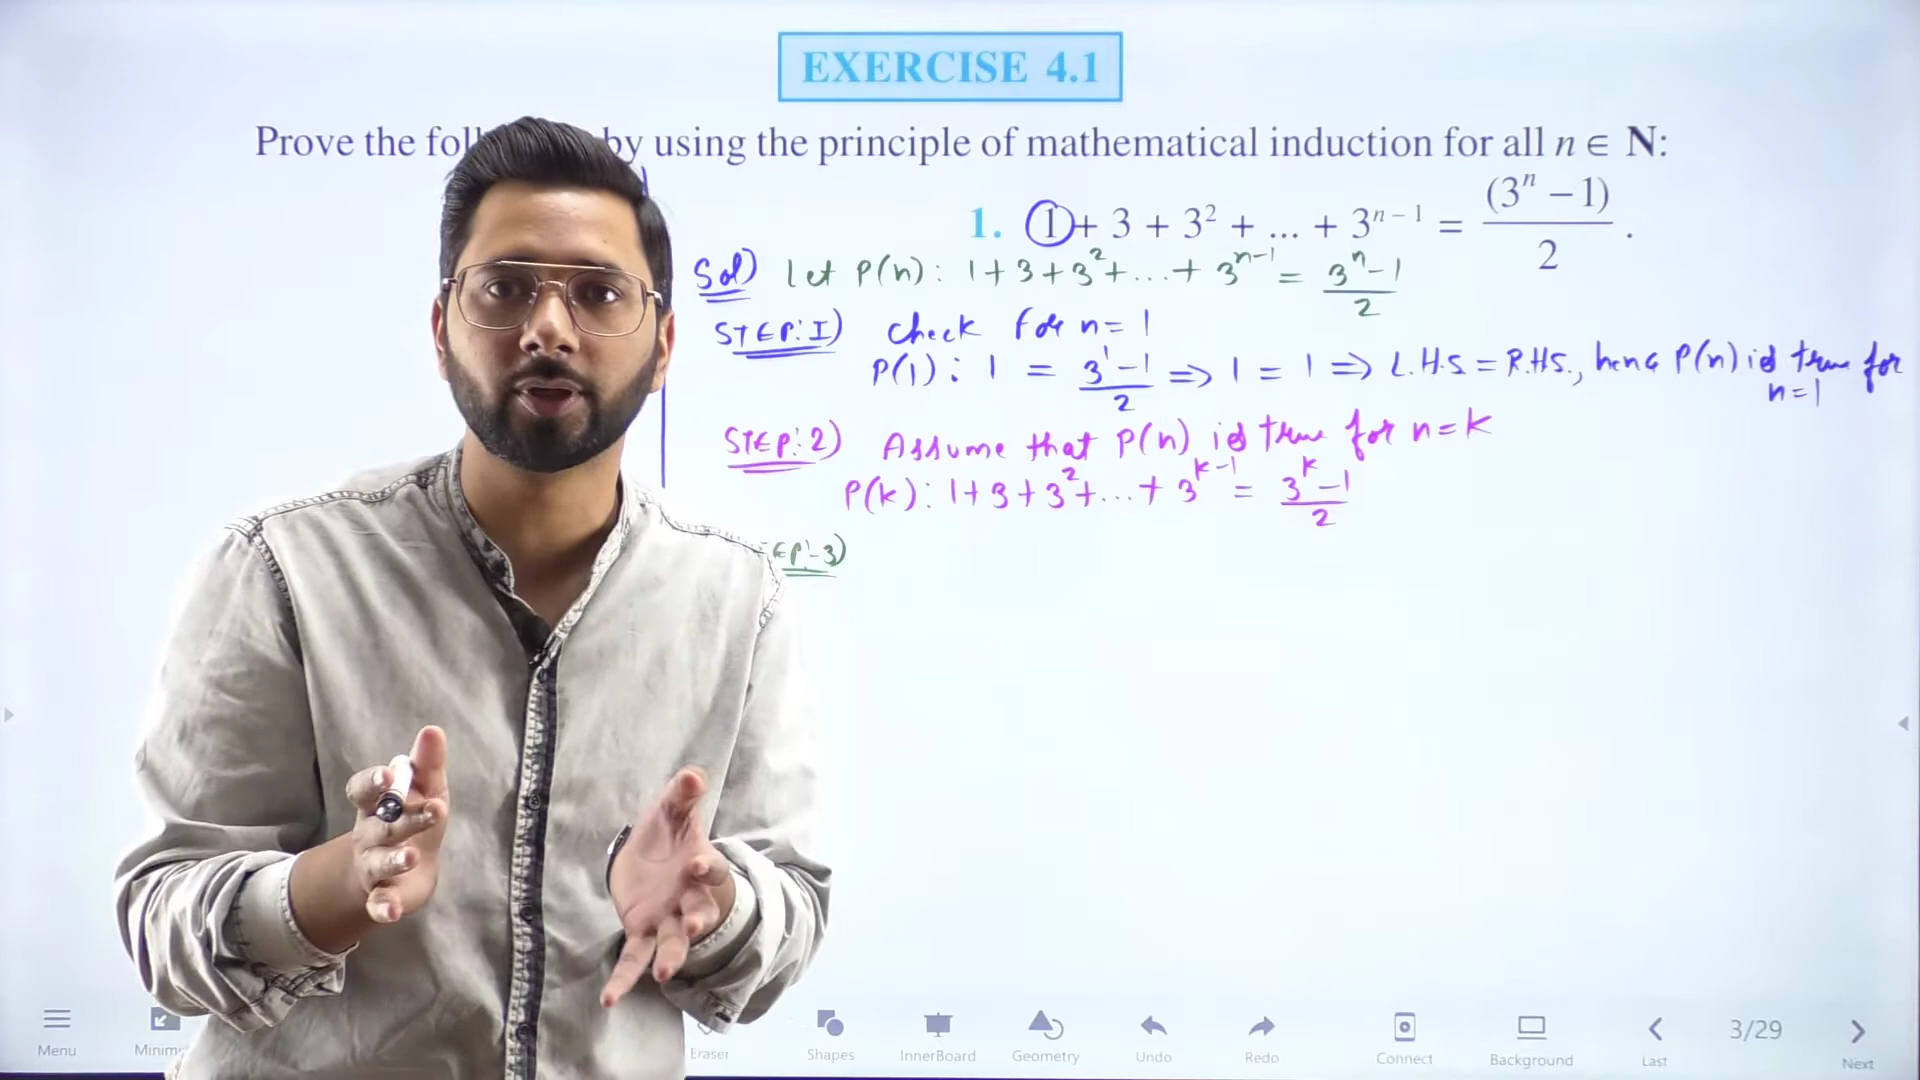 EXERCISE 4.1
Prove the fol by using the principle of mathematical induction for all n ∈ N:
1. 1 + 3 + 3² + ... + 3ⁿ⁻¹ = (3ⁿ – 1)/2 .
Sol) Let P(n) : 1+3+3²+...+ 3ⁿ⁻¹ = 3ⁿ-1/2
STEP: I) check for n= 1
P(1) : 1 = 3¹-1/2 => 1 = 1 => L.H.S = R.H.S., henc P(n) is true for
n=1
STEP: 2) Assume that P(n) is true for n=k
P(k) : 1+3+3²+...+ 3ᵏ⁻¹ = 3ᵏ-1/2
EP-3)
Menu Minim Eraser Shapes InnerBoard Geometry Undo Redo Connect Background Last 3/29 Next